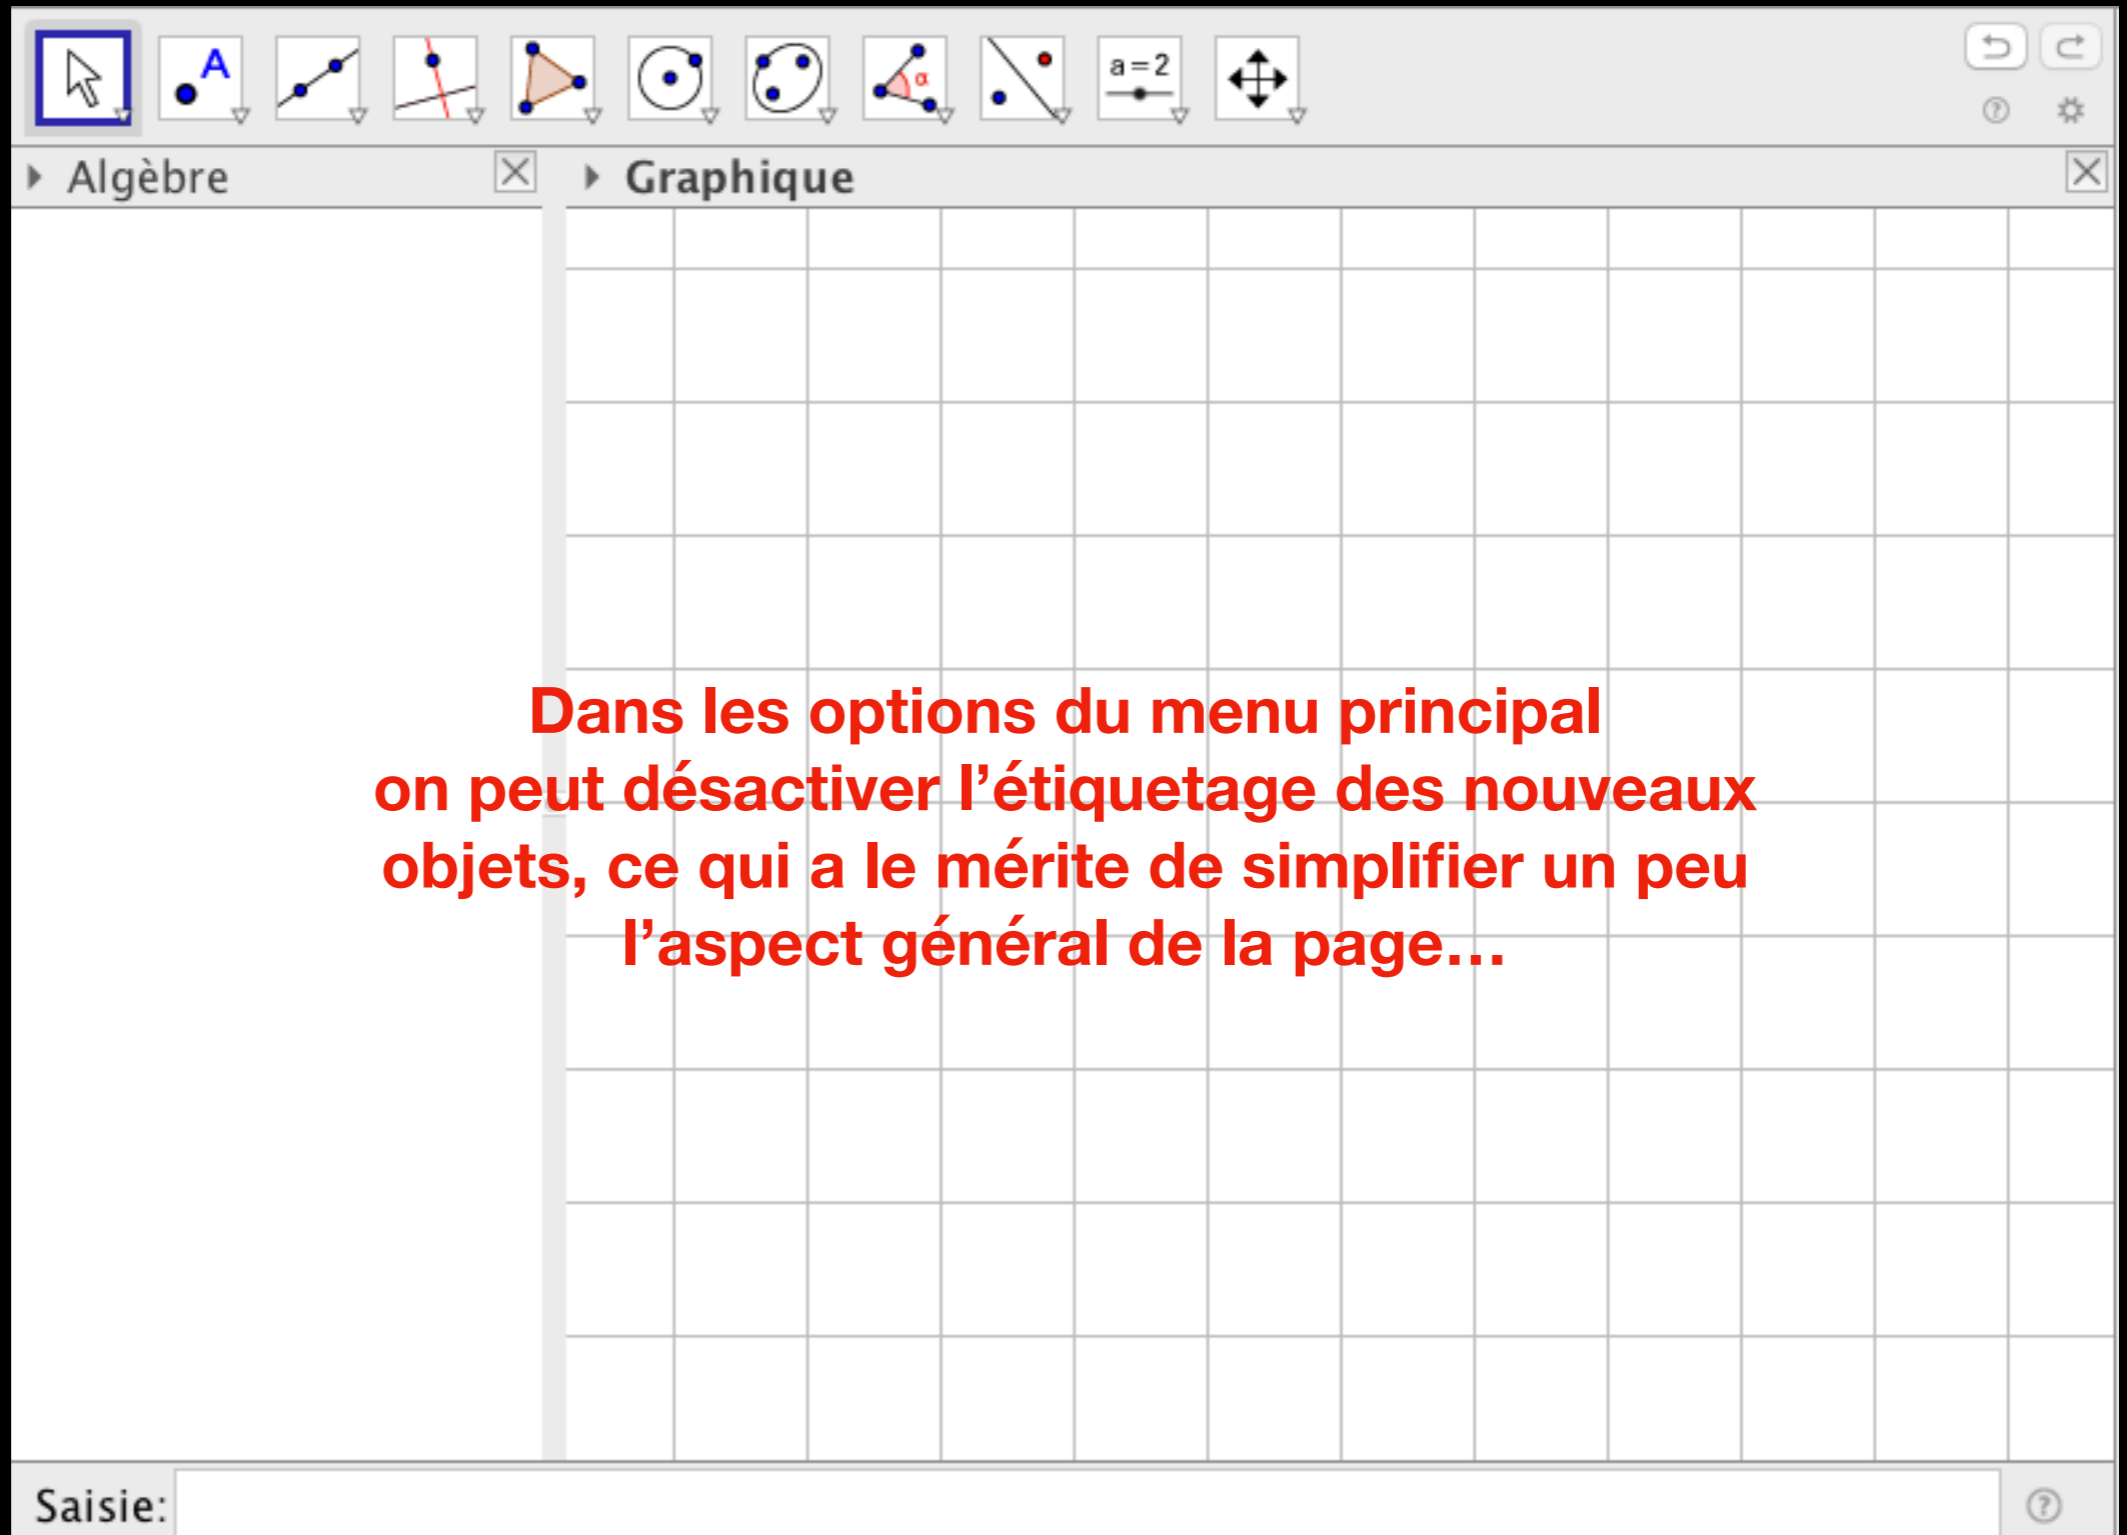 A
α
a=2
Algèbre
Graphique
Dans les options du menu principal
on peut désactiver l’étiquetage des nouveaux
objets, ce qui a le mérite de simplifier un peu
l’aspect général de la page…
Saisie: